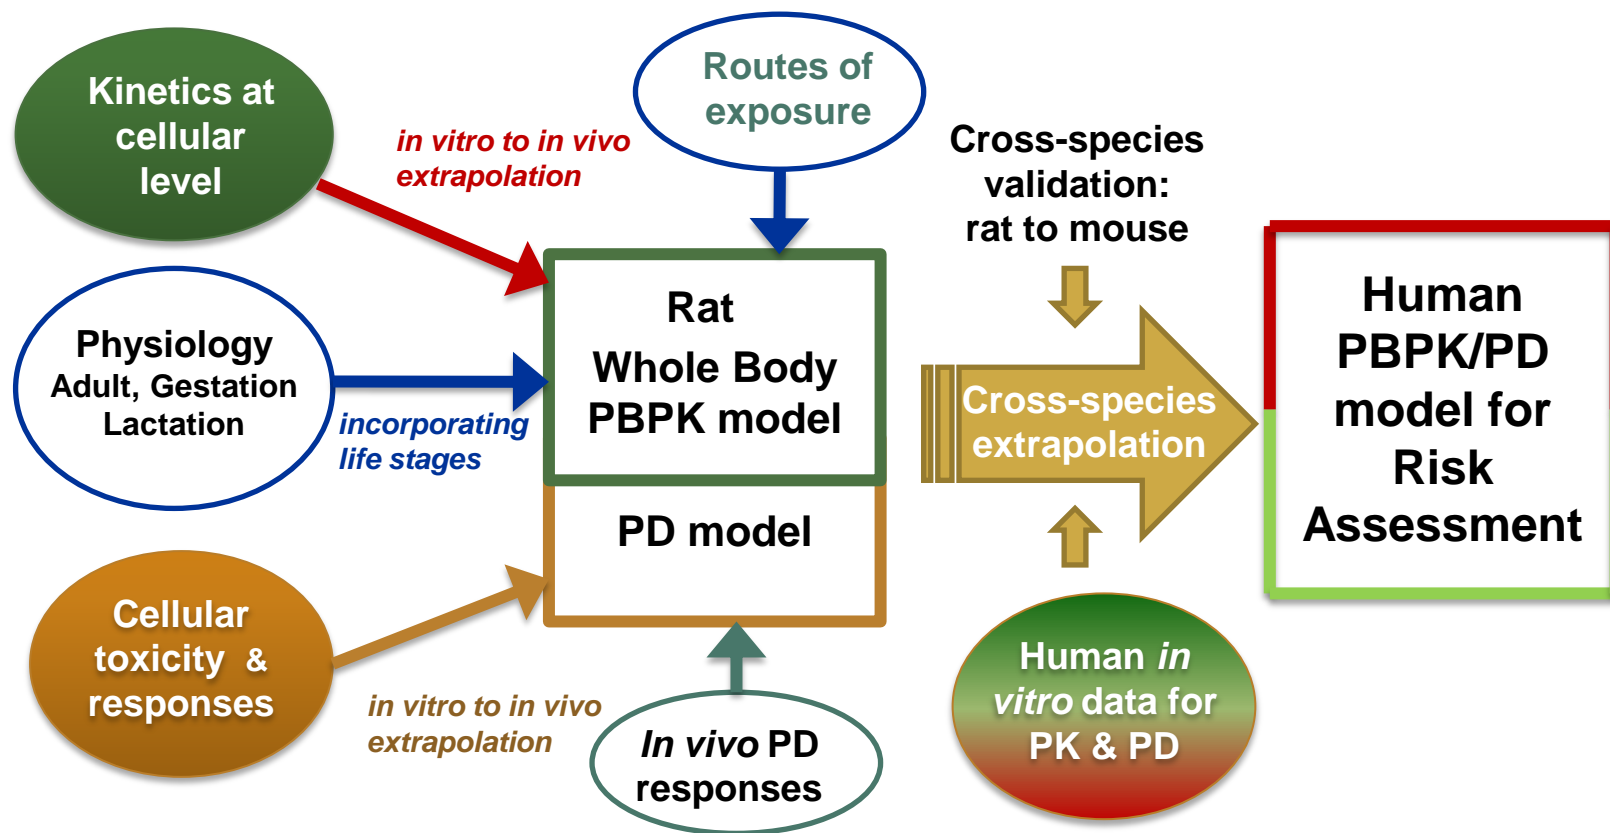 Kinetics at
cellular
level
in vitro to in vivo
extrapolation
Routes of
exposure
Physiology
Adult, Gestation
Lactation
incorporating
life stages
Cellular
toxicity &
responses
in vitro to in vivo
extrapolation
Rat
Whole Body
PBPK model
PD model
In vivo PD
responses
Cross-species
validation:
rat to mouse
Cross-species
extrapolation
Human in
vitro data for
PK & PD
Human
PBPK/PD
model for
Risk
Assessment